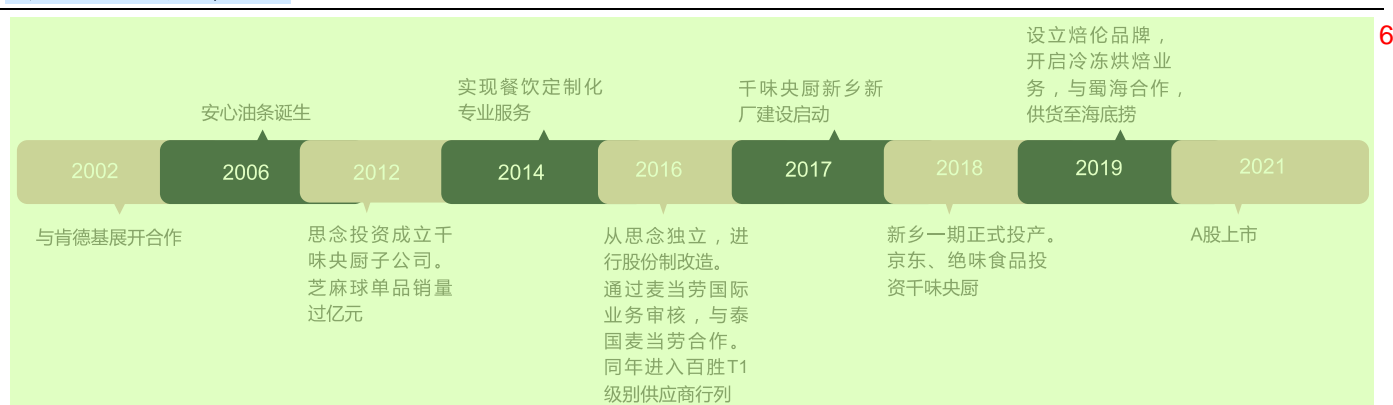 6
设立焙伦品牌，
开启冷冻烘焙业
务，与蜀海合作，
供货至海底捞
实现餐饮定制化
专业服务
千味央厨新乡新
厂建设启动
安心油条诞生
2002
2006
2012
2014
2016
2017
2018
2019
2021
与肯德基展开合作
思念投资成立千
味央厨子公司。
芝麻球单品销量
过亿元
从思念独立，进
行股份制改造。
通过麦当劳国际
业务审核，与泰
国麦当劳合作。
同年进入百胜T1
级别供应商行列
新乡一期正式投产。
京东、绝味食品投
资千味央厨
A股上市